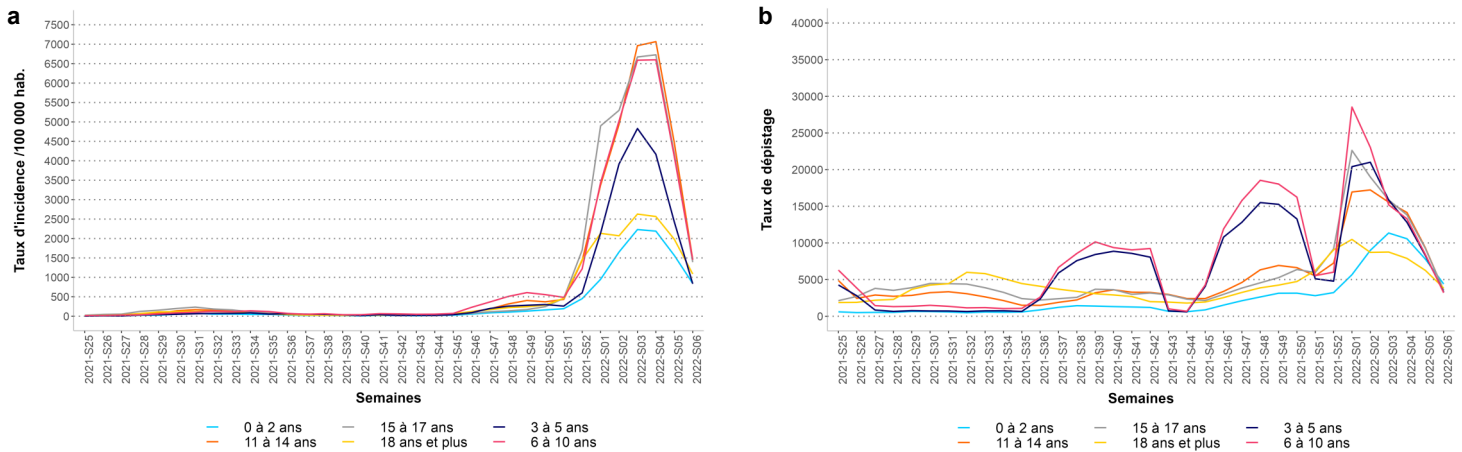 a
Taux d'incidence /100 000 hab.
7500
7000
6500
6000
5500
5000
4500
4000
3500
3000
2500
2000
1500
1000
500
0
2021-S25
2021-S26
2021-S27
2021-S28
2021-S29
2021-S30
2021-S31
2021-S32
2021-S33
2021-S34
2021-S35
2021-S36
2021-S37
2021-S38
2021-S39
2021-S40
2021-S41
2021-S42
2021-S43
2021-S44
2021-S45
2021-S46
2021-S47
2021-S48
2021-S49
2021-S50
2021-S51
2021-S52
2022-S01
2022-S02
2022-S03
2022-S04
2022-S05
2022-S06
Semaines
0 à 2 ans
15 à 17 ans
3 à 5 ans
11 à 14 ans
18 ans et plus
6 à 10 ans
b
Taux de dépistage
40000
35000
30000
25000
20000
15000
10000
5000
0
2021-S25
2021-S26
2021-S27
2021-S28
2021-S29
2021-S30
2021-S31
2021-S32
2021-S33
2021-S34
2021-S35
2021-S36
2021-S37
2021-S38
2021-S39
2021-S40
2021-S41
2021-S42
2021-S43
2021-S44
2021-S45
2021-S46
2021-S47
2021-S48
2021-S49
2021-S50
2021-S51
2021-S52
2022-S01
2022-S02
2022-S03
2022-S04
2022-S05
2022-S06
Semaines
0 à 2 ans
15 à 17 ans
3 à 5 ans
11 à 14 ans
18 ans et plus
6 à 10 ans